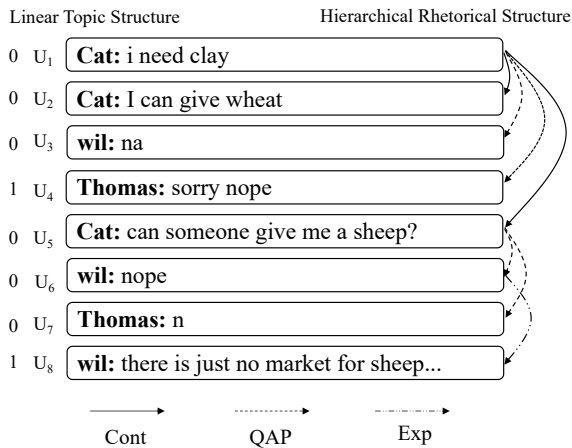 Linear Topic Structure Hierarchical Rhetorical Structure
0 U1 Cat: i need clay
0 U2 Cat: I can give wheat
0 U3 wil: na
1 U4 Thomas: sorry nope
0 U5 Cat: can someone give me a sheep?
0 U6 wil: nope
0 U7 Thomas: n
1 U8 wil: there is just no market for sheep...
Cont QAP Exp